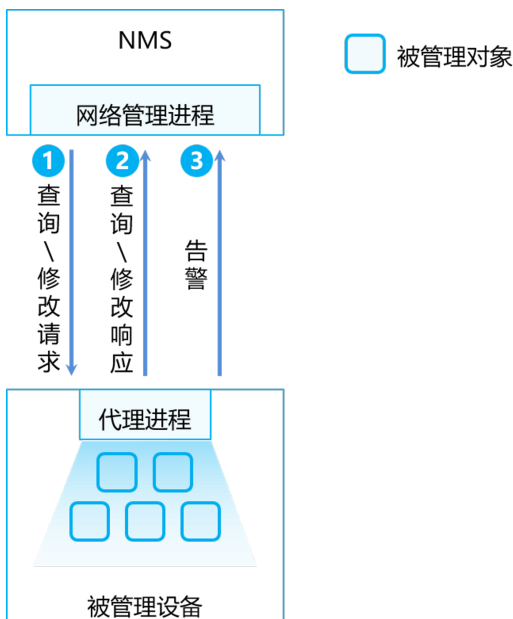 NMS
被管理对象
网络管理进程
1
查询\修改请求
2
查询\修改响应
3
告警
代理进程
被管理设备